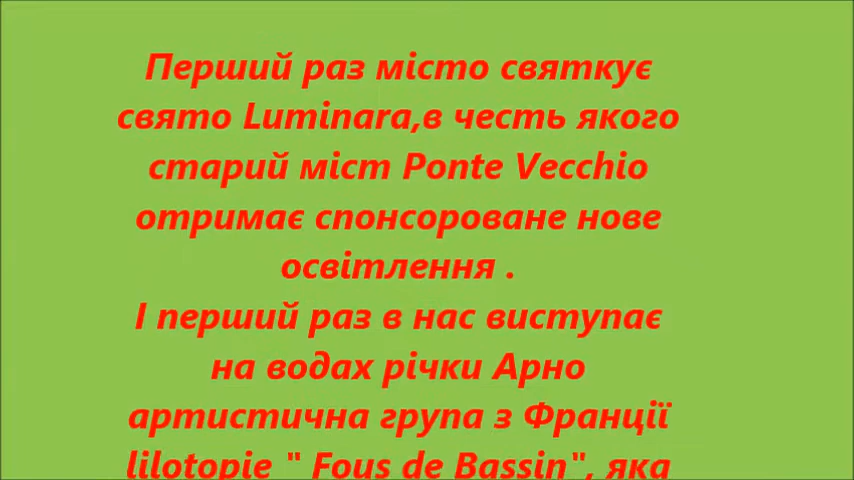 Перший раз місто святкує
свято Luminara,в честь якого
старий міст Ponte Vecchio
отримає спонсороване нове
освітлення .
І перший раз в нас виступає
на водах річки Арно
артистична група з Франції
lilotopie " Fous de Bassin", яка